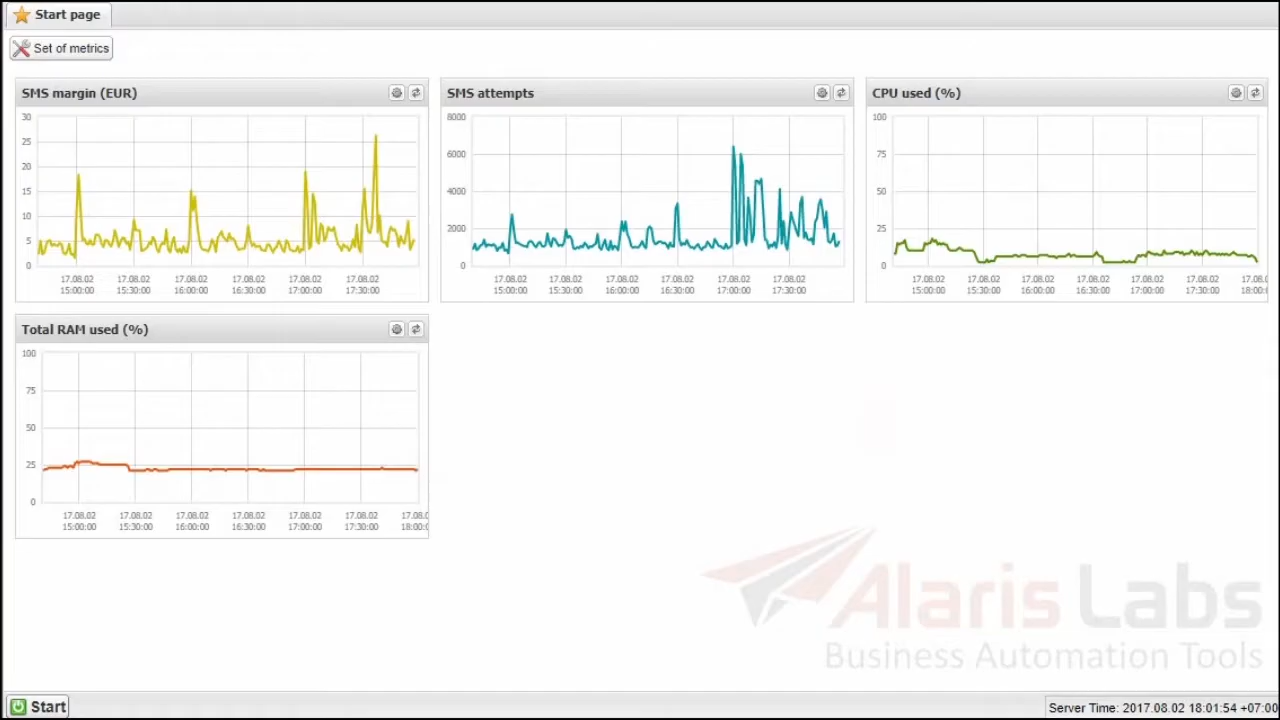 Start page
Set of metrics
SMS margin (EUR)
30
25
20
15
10
5
0
17.08.02 17.08.02 17.08.02 17.08.02 17.08.02 17.08.02
15:00:00 15:30:00 16:00:00 16:30:00 17:00:00 17:30:00
SMS attempts
8000
6000
4000
2000
0
17.08.02 17.08.02 17.08.02 17.08.02 17.08.02 17.08.02
15:00:00 15:30:00 16:00:00 16:30:00 17:00:00 17:30:00
CPU used (%)
100
75
50
25
0
17.08.02 17.08.02 17.08.02 17.08.02 17.08.02 17.08.02 17.08.0
15:00:00 15:30:00 16:00:00 16:30:00 17:00:00 17:30:00 18:00:0
Total RAM used (%)
100
75
50
25
0
17.08.02 17.08.02 17.08.02 17.08.02 17.08.02 17.08.02 17.08.0
15:00:00 15:30:00 16:00:00 16:30:00 17:00:00 17:30:00 18:00:0
Alaris Labs
Business Automation Tools
Start
Server Time: 2017.08.02 18:01:54 +07:00